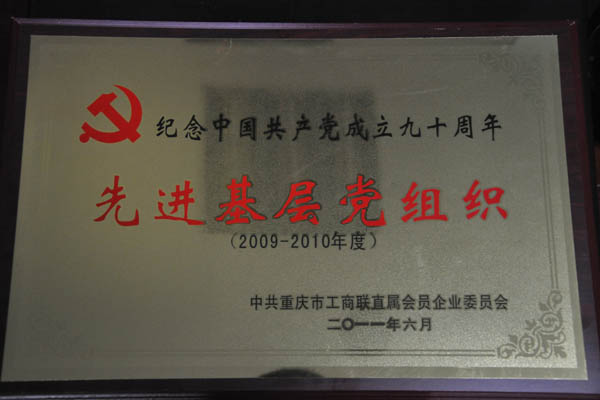 纪念中国共产党成立九十周年
先进基层党组织
(2009-2010年度)
中共重庆市工商联直属会员企业委员会
二〇一一年六月